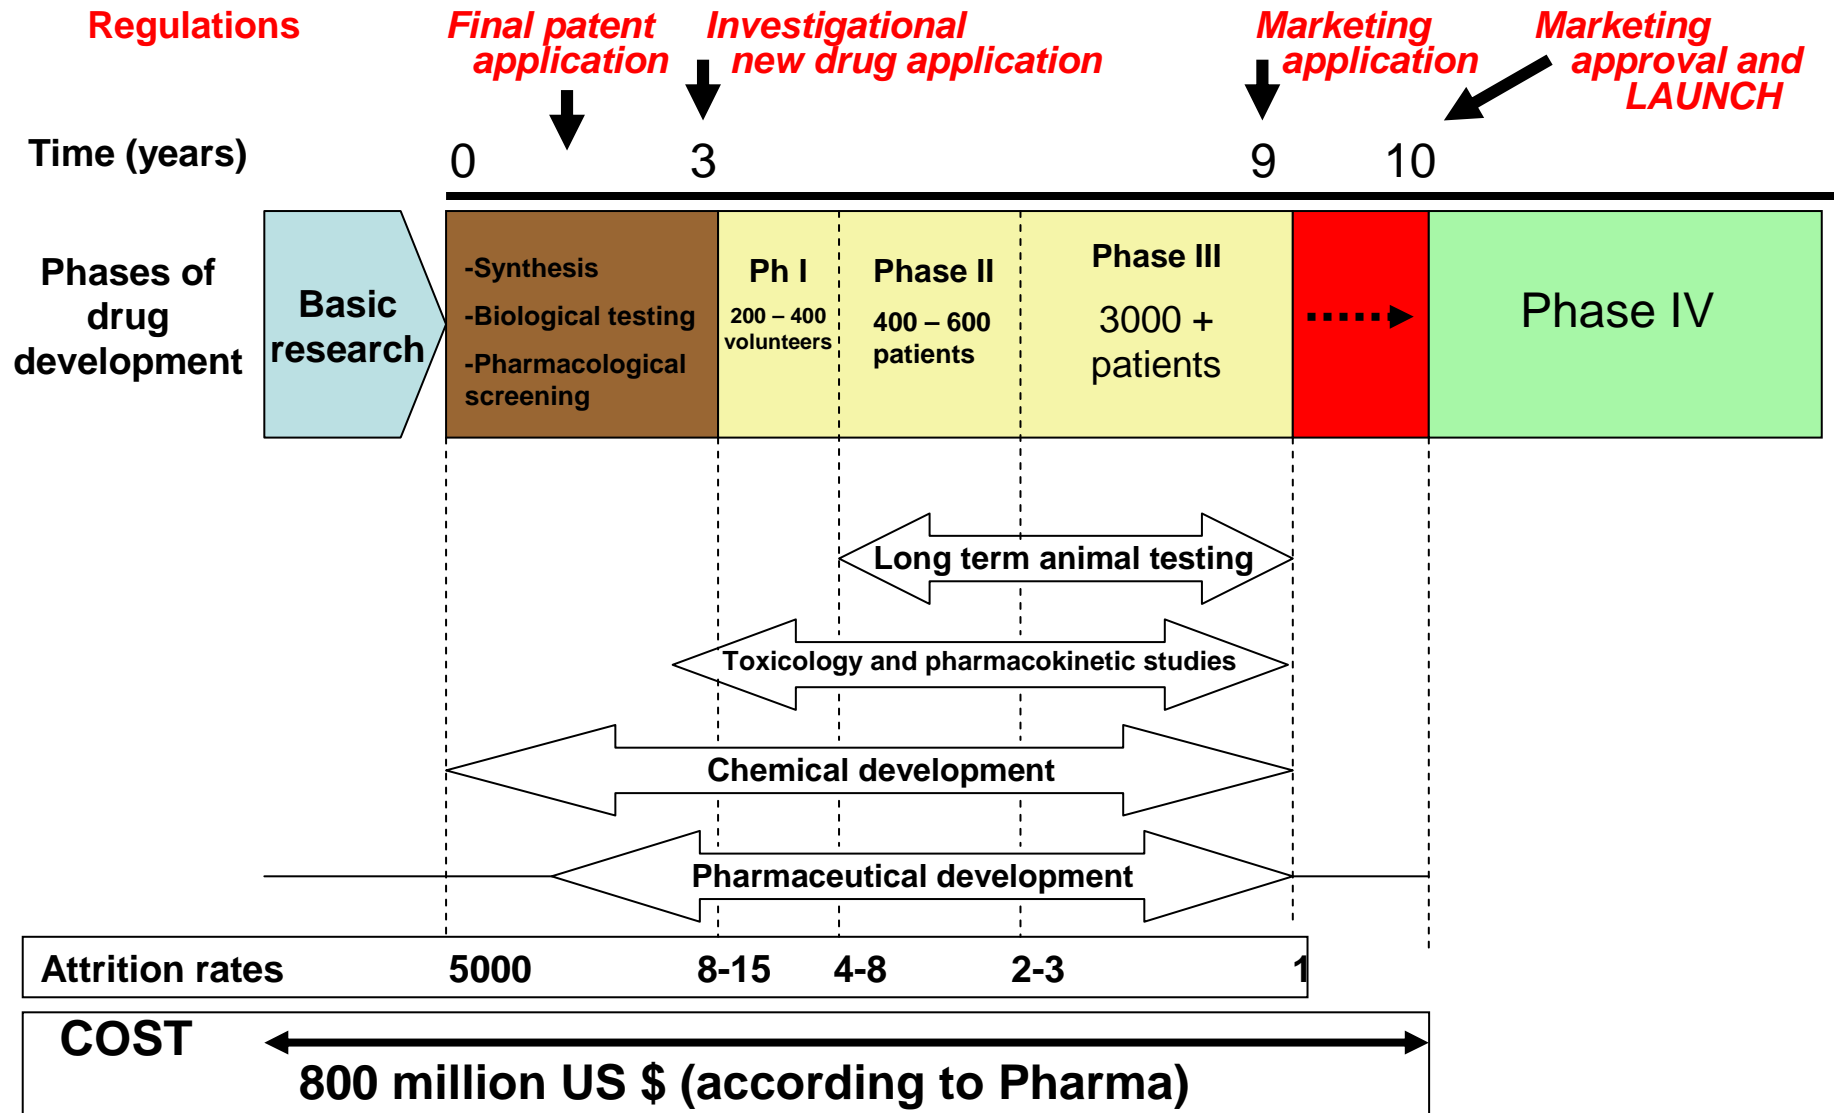 Regulations
Final patent
application
Investigational
new drug application
Marketing
application
Marketing
approval and
LAUNCH
Time (years)
0
3
9
10
Phases of
drug
development
Basic
research
-Synthesis
-Biological testing
-Pharmacological
screening
Ph I
200 – 400
volunteers
Phase II
400 – 600
patients
Phase III
3000 +
patients
Phase IV
Long term animal testing
Toxicology and pharmacokinetic studies
Chemical development
Pharmaceutical development
Attrition rates 5000 8-15 4-8 2-3 1
COST
800 million US $ (according to Pharma)